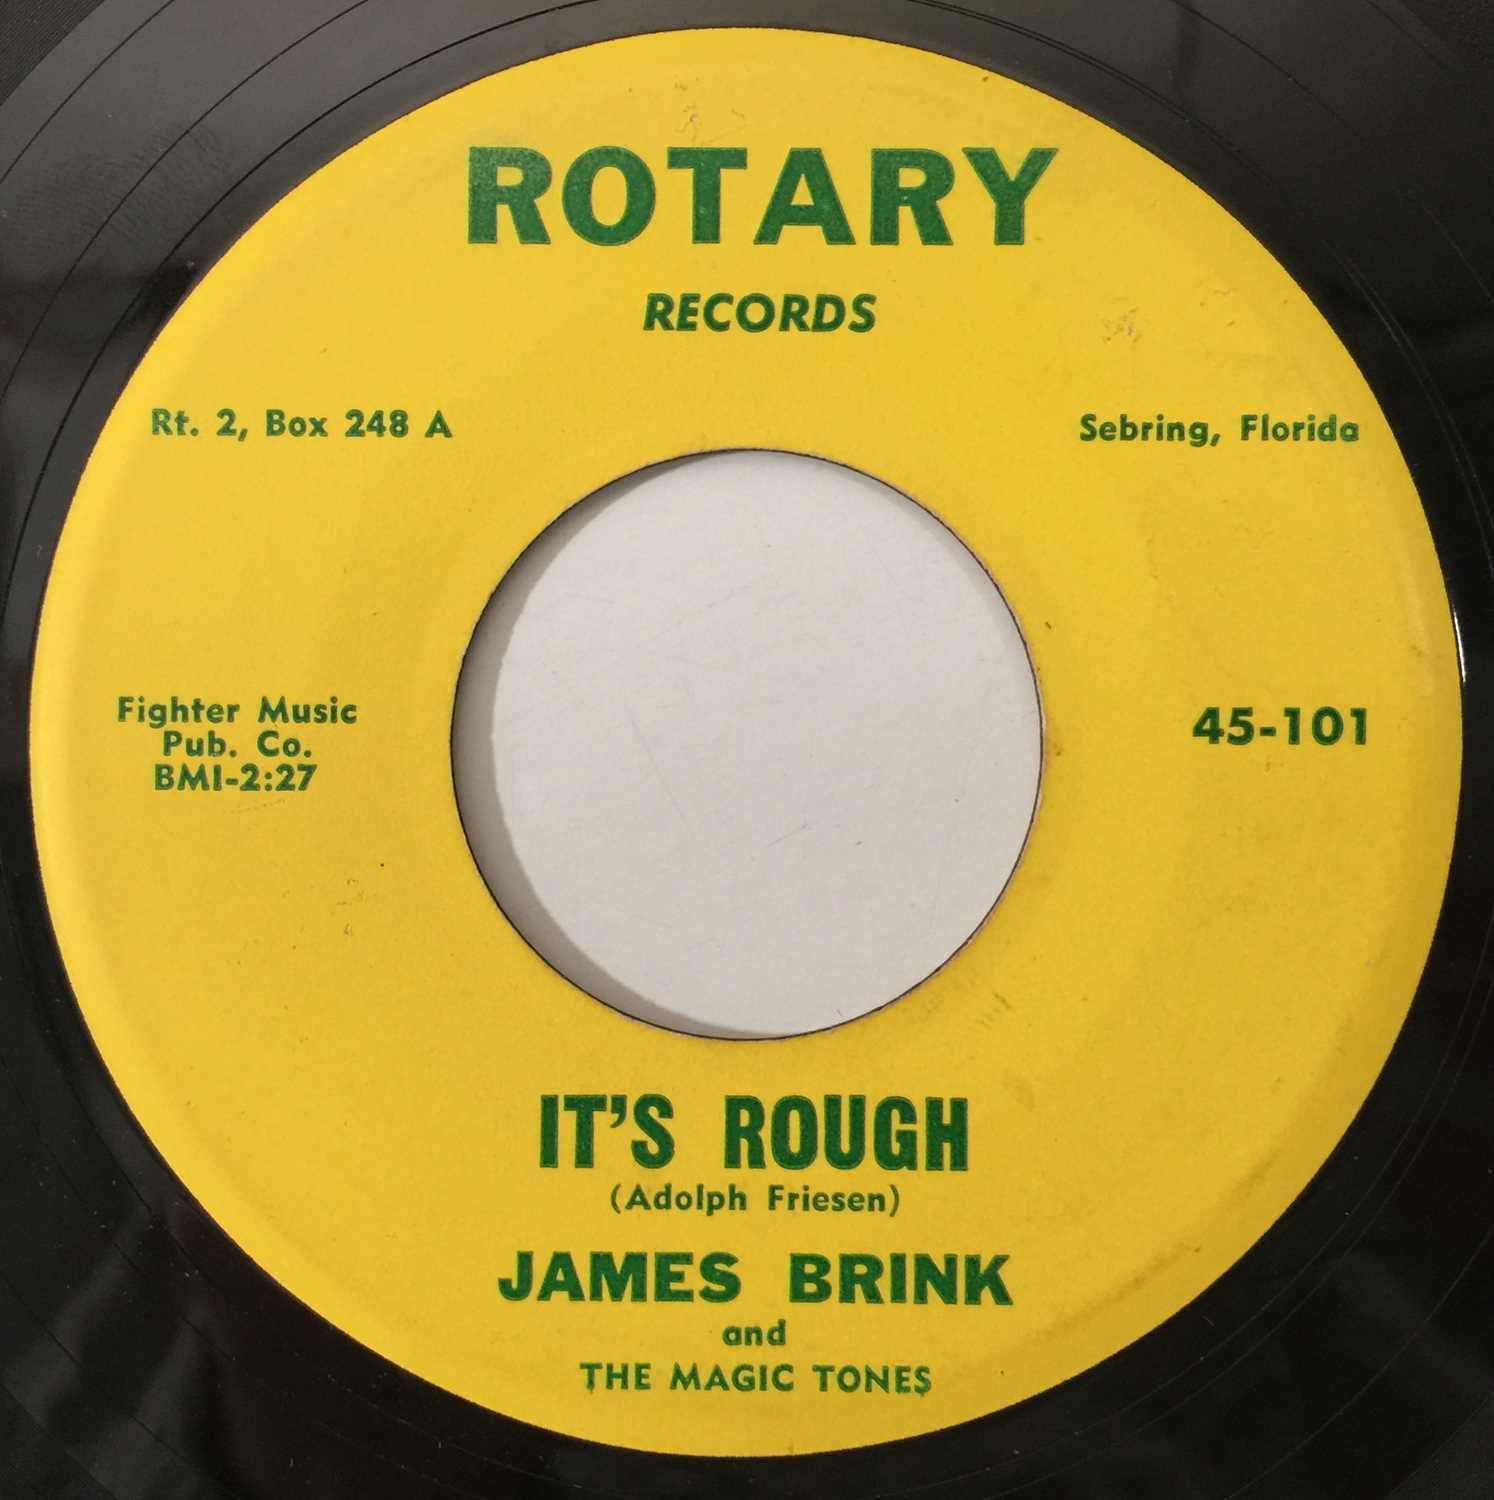 ROTARY
RECORDS
Rt. 2, Box 248 A
Sebring, Florida
Fighter Music
Pub. Co.
BMI-2:27
45-101
IT'S ROUGH
(Adolph Friesen)
JAMES BRINK
and
THE MAGIC TONES